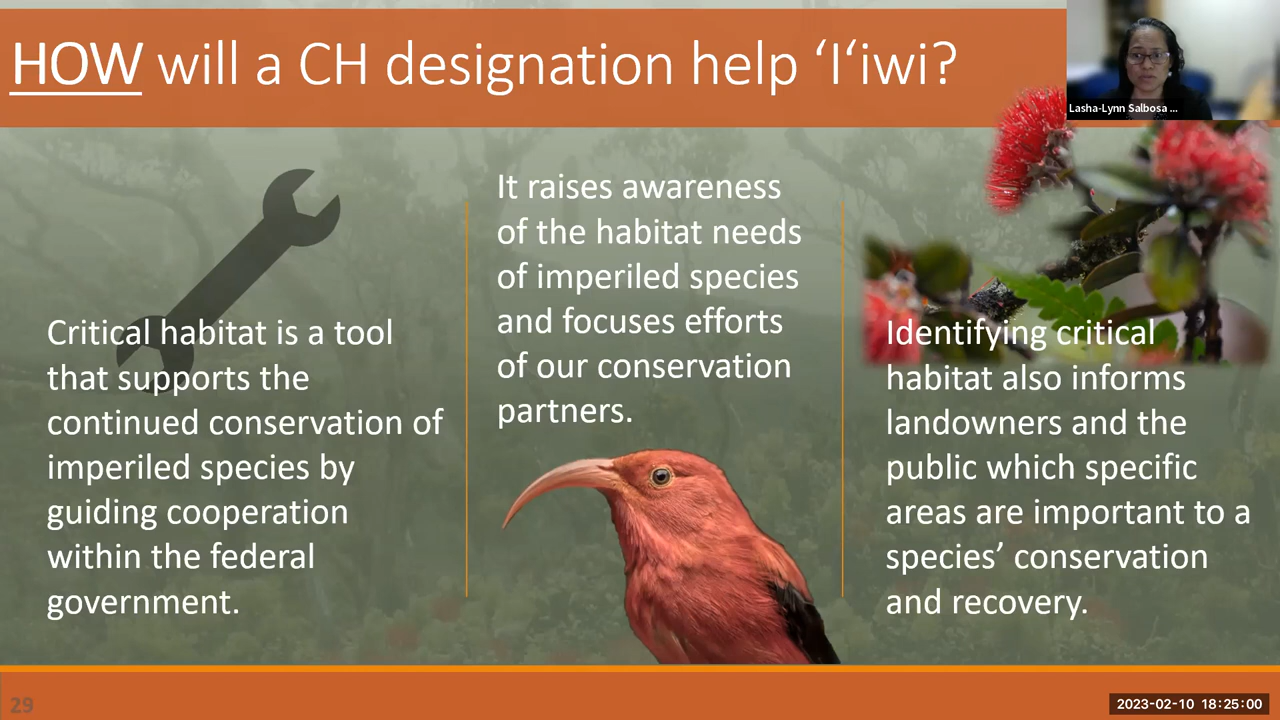 HOW will a CH designation help ‘I‘iwi?
Lasha-Lynn Salbosa ...
Critical habitat is a tool
that supports the
continued conservation of
imperiled species by
guiding cooperation
within the federal
government.
It raises awareness
of the habitat needs
of imperiled species
and focuses efforts
of our conservation
partners.
Identifying critical
habitat also informs
landowners and the
public which specific
areas are important to a
species’ conservation
and recovery.
29
2023-02-10 18:25:00